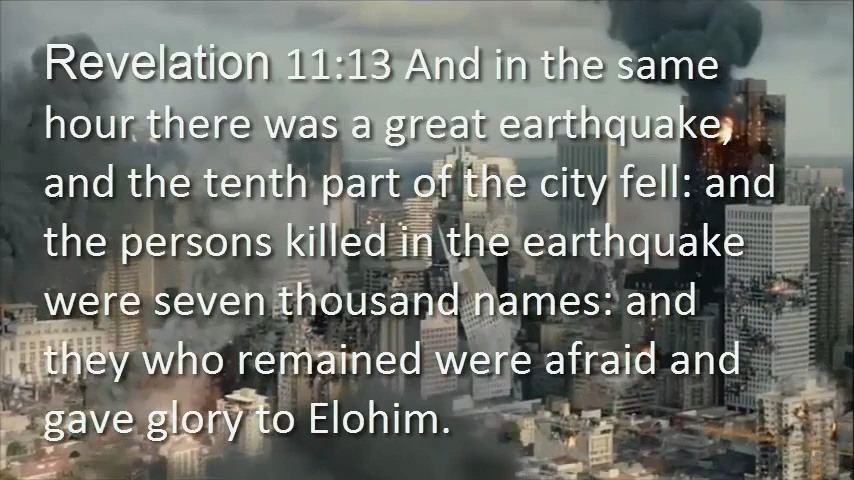 Revelation 11:13 And in the same
hour there was a great earthquake,
and the tenth part of the city fell: and
the persons killed in the earthquake
were seven thousand names: and
they who remained were afraid and
gave glory to Elohim.